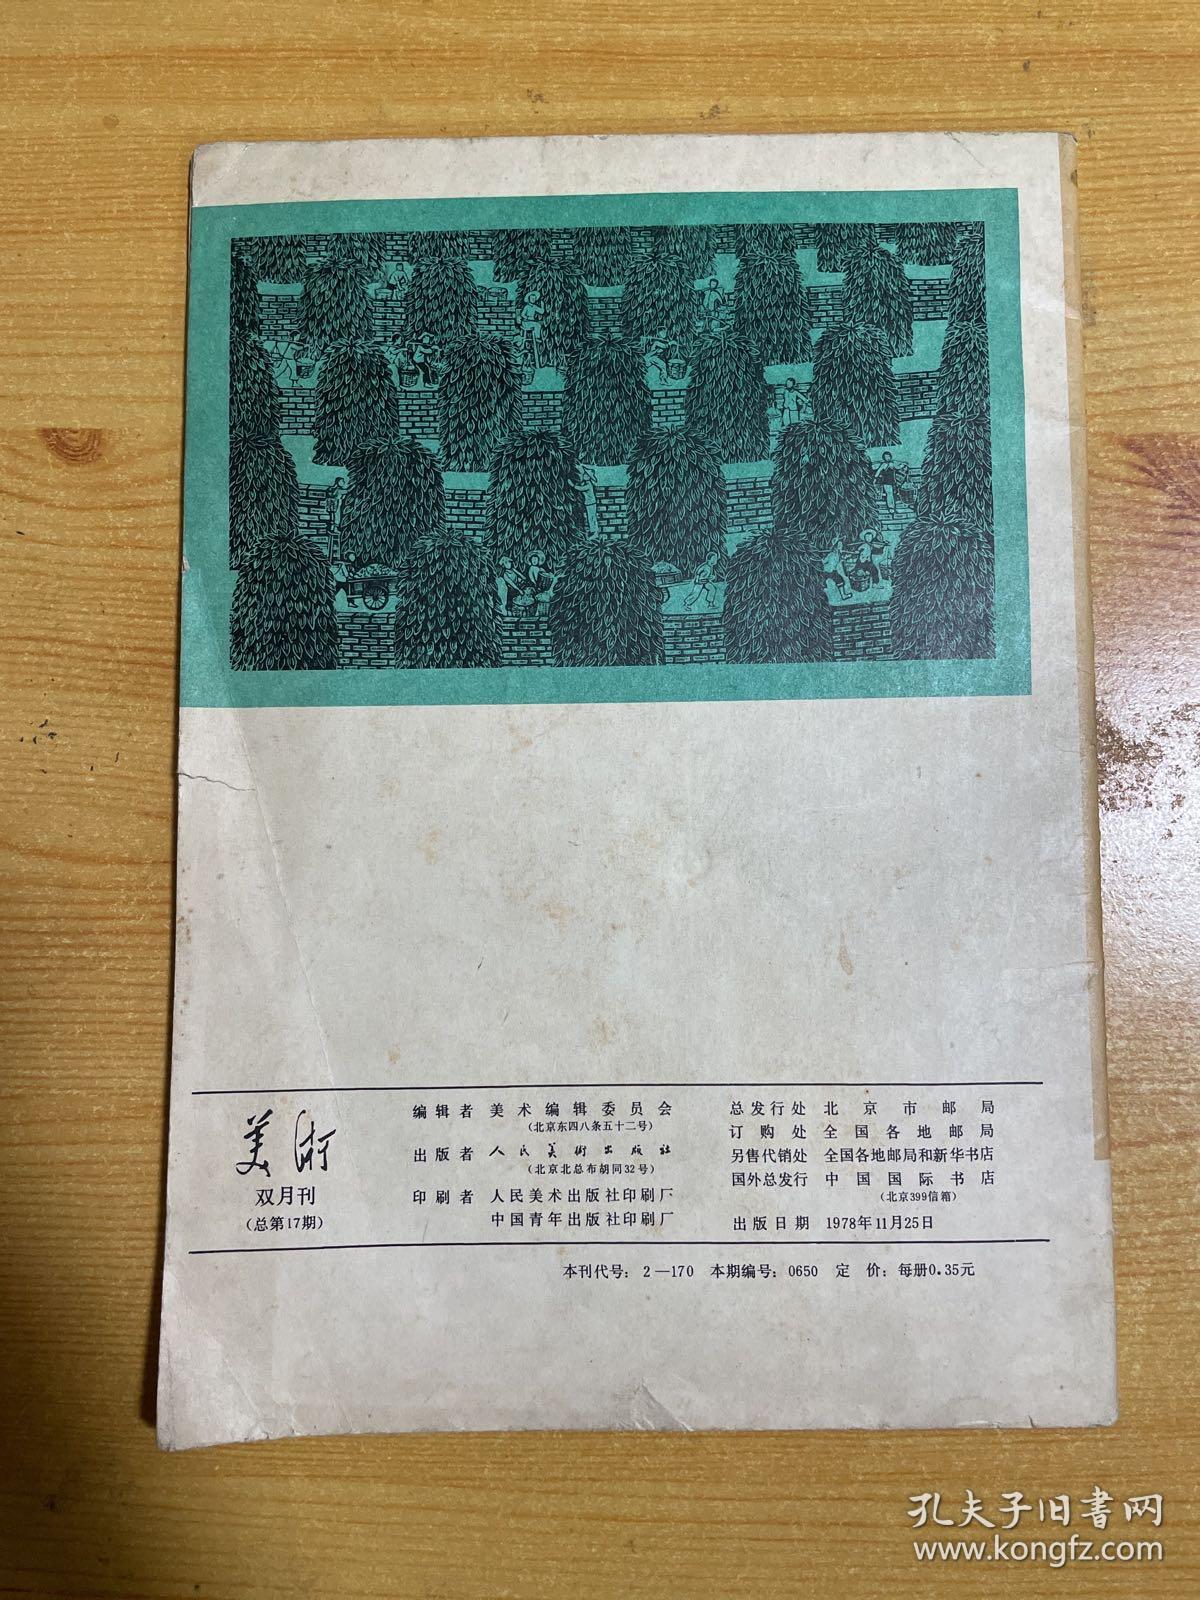 美術
双月刊
(总第17期)
编辑者 美术编辑委员会
(北京东四八条五十二号)
出版者 人民美術出版社
(北京北总布胡同32号)
印刷者 人民美术出版社印刷厂
中国青年出版社印刷厂
总发行处 北京市邮局
订购处 全国各地邮局
另售代销处 全国各地邮局和新华书店
国外总发行 中国国际书店
(北京399信箱)
出版日期 1978年11月25日
本刊代号：2—170 本期编号：0650 定价：每册0.35元
孔夫子旧书网
www.kongfz.com